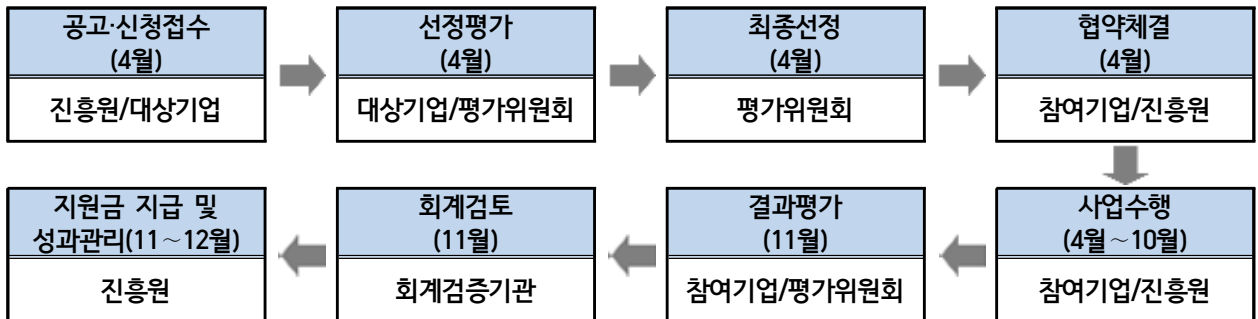 공고·신청접수
(4월)
진흥원/대상기업
선정평가
(4월)
대상기업/평가위원회
최종선정
(4월)
평가위원회
협약체결
(4월)
참여기업/진흥원
사업수행
(4월～10월)
참여기업/진흥원
결과평가
(11월)
참여기업/평가위원회
회계검토
(11월)
회계검증기관
지원금 지급 및
성과관리(11～12월)
진흥원